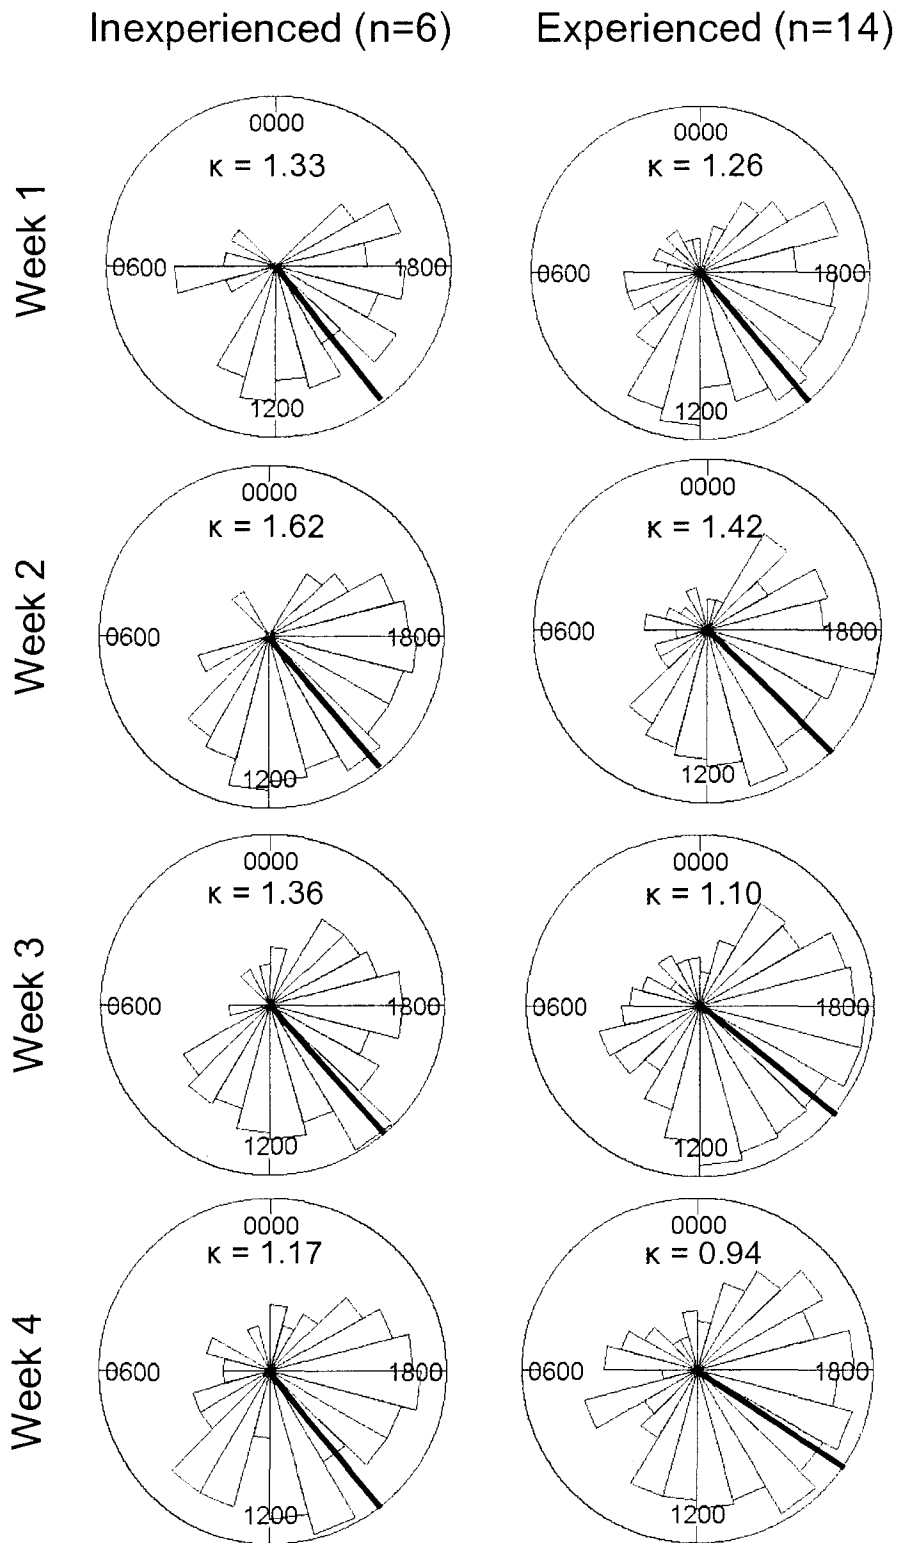 Inexperienced (n=6) Experienced (n=14)
Week 1
0000
κ = 1.33
0600
1800
1200
0000
κ = 1.26
0600
1800
1200
Week 2
0000
κ = 1.62
0600
1800
1200
0000
κ = 1.42
0600
1800
1200
Week 3
0000
κ = 1.36
0600
1800
1200
0000
κ = 1.10
0600
1800
1200
Week 4
0000
κ = 1.17
0600
1800
1200
0000
κ = 0.94
0600
1800
1200